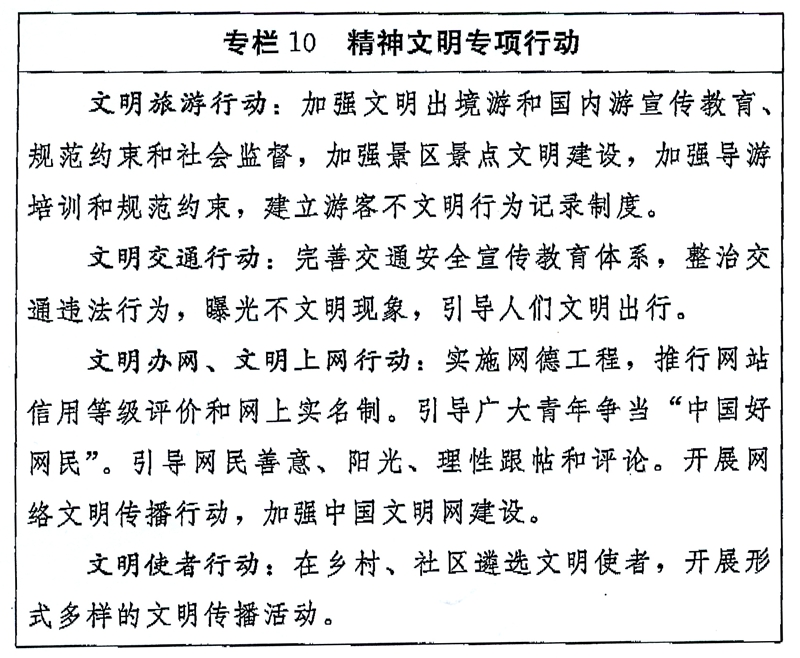 专栏 10 精神文明专项行动
文明旅游行动：加强文明出境游和国内游宣传教育、
规范约束和社会监督，加强景区景点文明建设，加强导游
培训和规范约束，建立游客不文明行为记录制度。
文明交通行动：完善交通安全宣传教育体系，整治交
通违法行为，曝光不文明现象，引导人们文明出行。
文明办网、文明上网行动：实施网德工程，推行网站
信用等级评价和网上实名制。引导广大青年争当“中国好
网民”。引导网民善意、阳光、理性跟帖和评论。开展网
络文明传播行动，加强中国文明网建设。
文明使者行动：在乡村、社区遴选文明使者，开展形
式多样的文明传播活动。